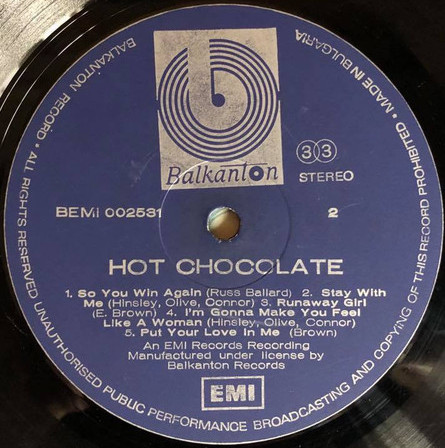 BALKANTON RECORD • ALL RIGHTS RESERVED UNAUTHORISED PUBLIC PERFORMANCE BROADCASTING AND COPYING OF THIS RECORD PROHIBITED • MADE IN BULGARIA
Balkanton
33
STEREO
BEMI 002531
2
HOT CHOCOLATE
1. So You Win Again (Russ Ballard) 2. Stay With
Me (Hinsley, Olive, Connor) 3. Runaway Girl
(E. Brown) 4. I'm Gonna Make You Feel
Like A Woman (Hinsley, Olive, Connor)
5. Put Your Love In Me (Brown)
An EMI Records Recording
Manufactured under license by
Balkanton Records
EMI